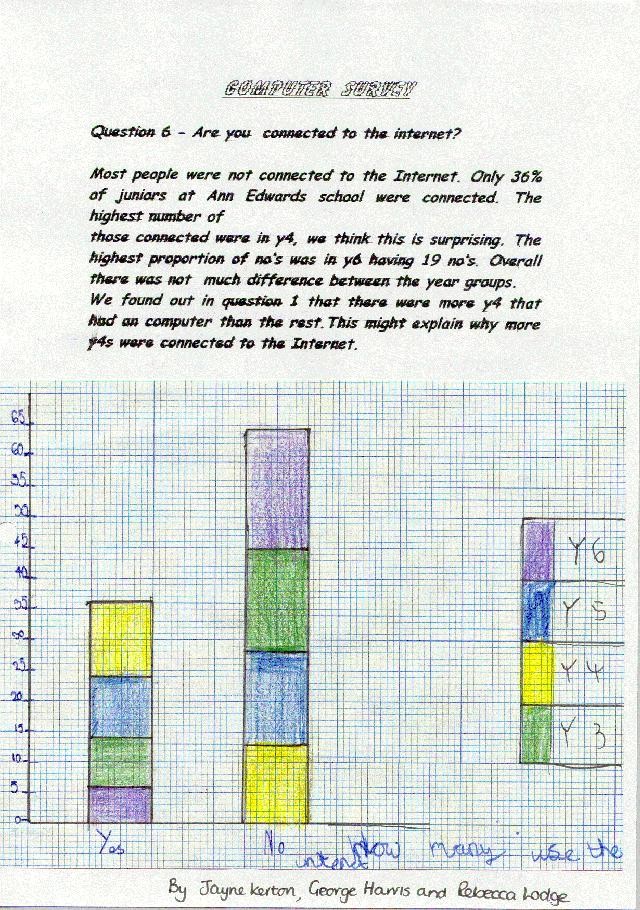 COMPUTER SURVEY
Question 6 - Are you connected to the internet?
Most people were not connected to the Internet. Only 36%
of juniors at Ann Edwards school were connected. The
highest number of
those connected were in y4, we think this is surprising. The
highest proportion of no's was in y6 having 19 no's. Overall
there was not much difference between the year groups.
We found out in question 1 that there were more y4 that
had an computer than the rest. This might explain why more
y4s were connected to the Internet.
65
60
55
50
45
40
35
30
25
20
15
10
5
0
Y6
Y5
Y4
Y3
Yes
No
How many use the
internet
By Jayne Kerton, George Harris and Rebecca Lodge